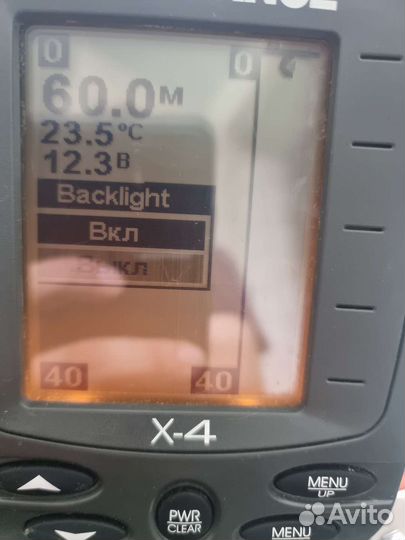 0 0
60.0м
23.5°C
12.3В
Backlight
Вкл
Выкл
40 40
X-4
PWR
CLEAR
MENU
UP
MENU
Avito